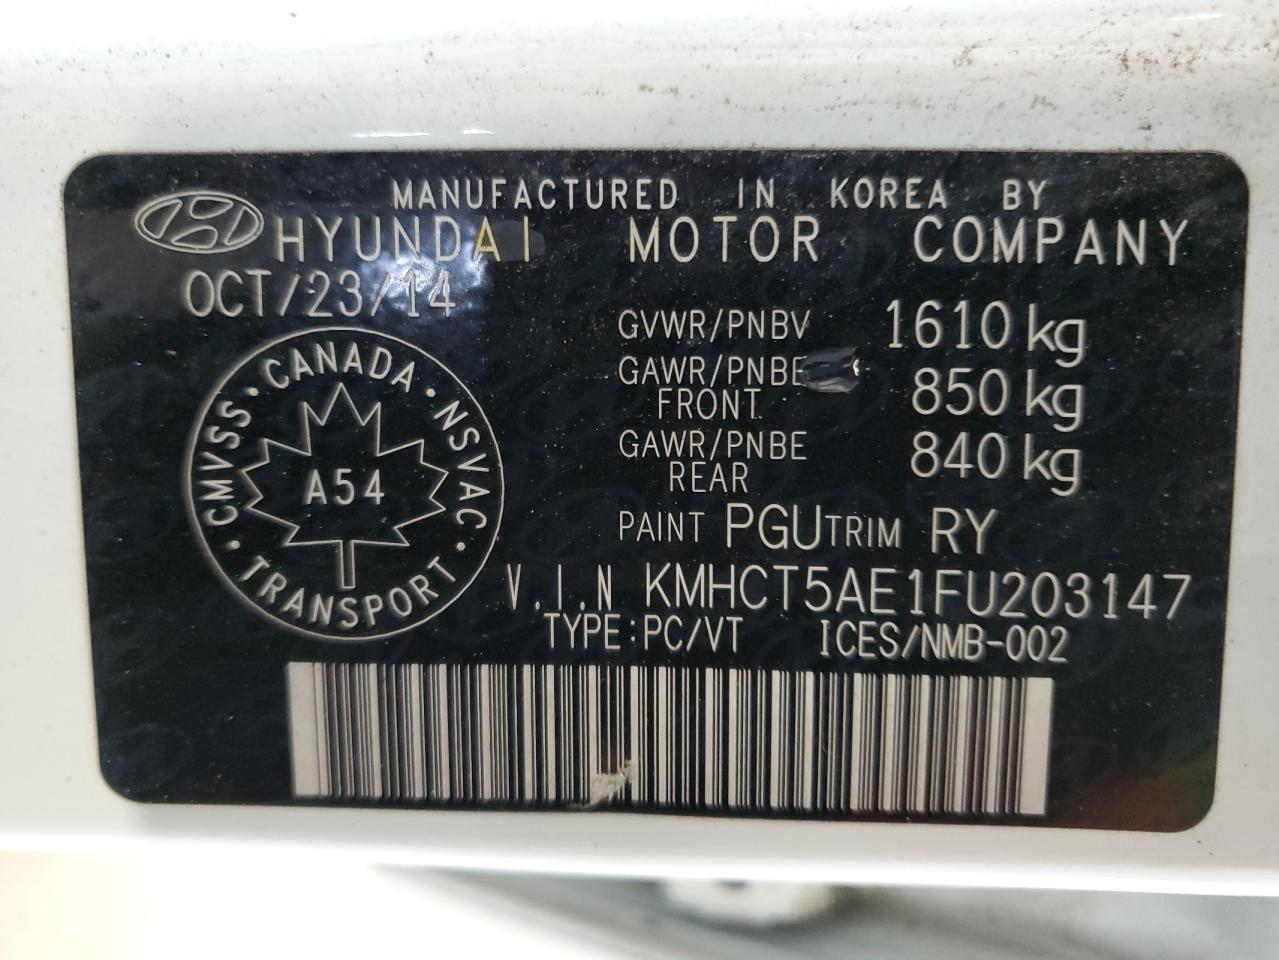 MANUFACTURED IN KOREA BY
HYUNDAI MOTOR COMPANY
OCT/23/14
GVWR/PNBV 1610 kg
GAWR/PNBE FRONT 850 kg
GAWR/PNBE REAR 840 kg
CANADA · NSVAC · TRANSPORT · CMVSS ·
A54
PAINT PGU TRIM RY
V.I.N KMHCT5AE1FU203147
TYPE:PC/VT ICES/NMB-002